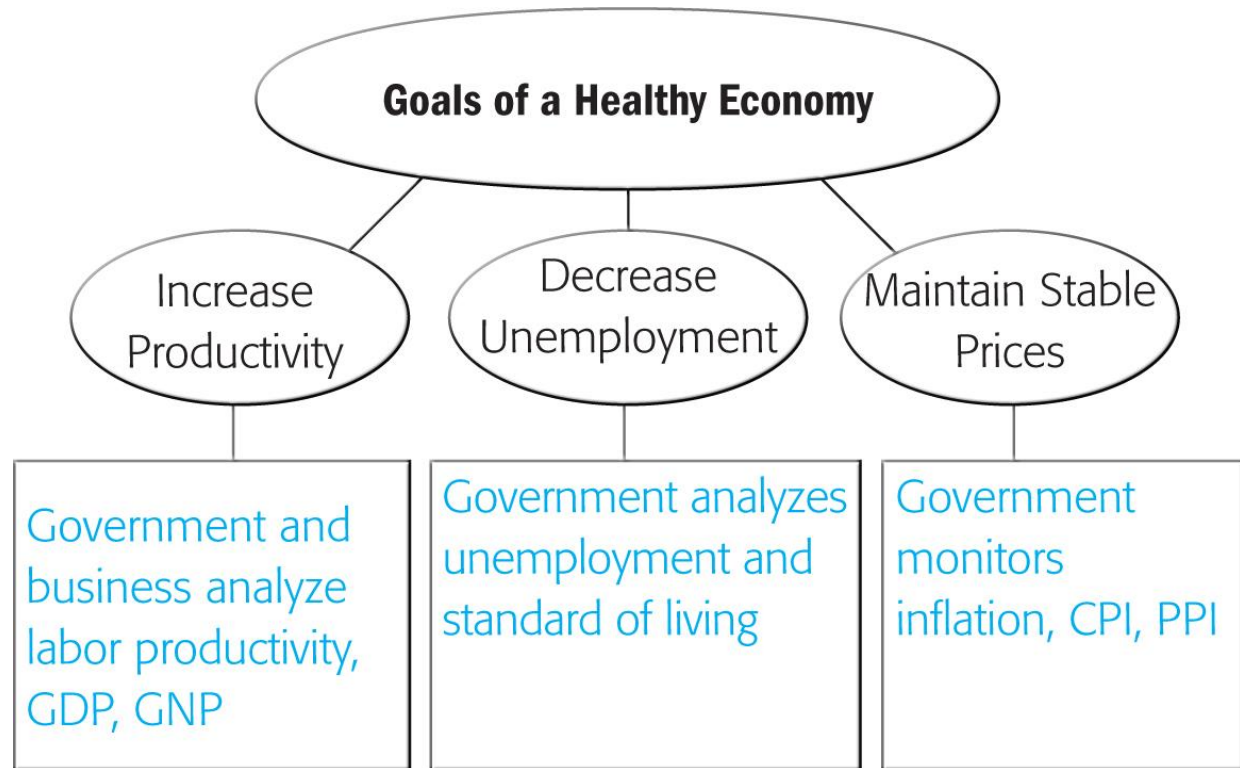 Goals of a Healthy Economy
Increase
Productivity
Decrease
Unemployment
Maintain Stable
Prices
Government and
business analyze
labor productivity,
GDP, GNP
Government analyzes
unemployment and
standard of living
Government
monitors
inflation, CPI, PPI